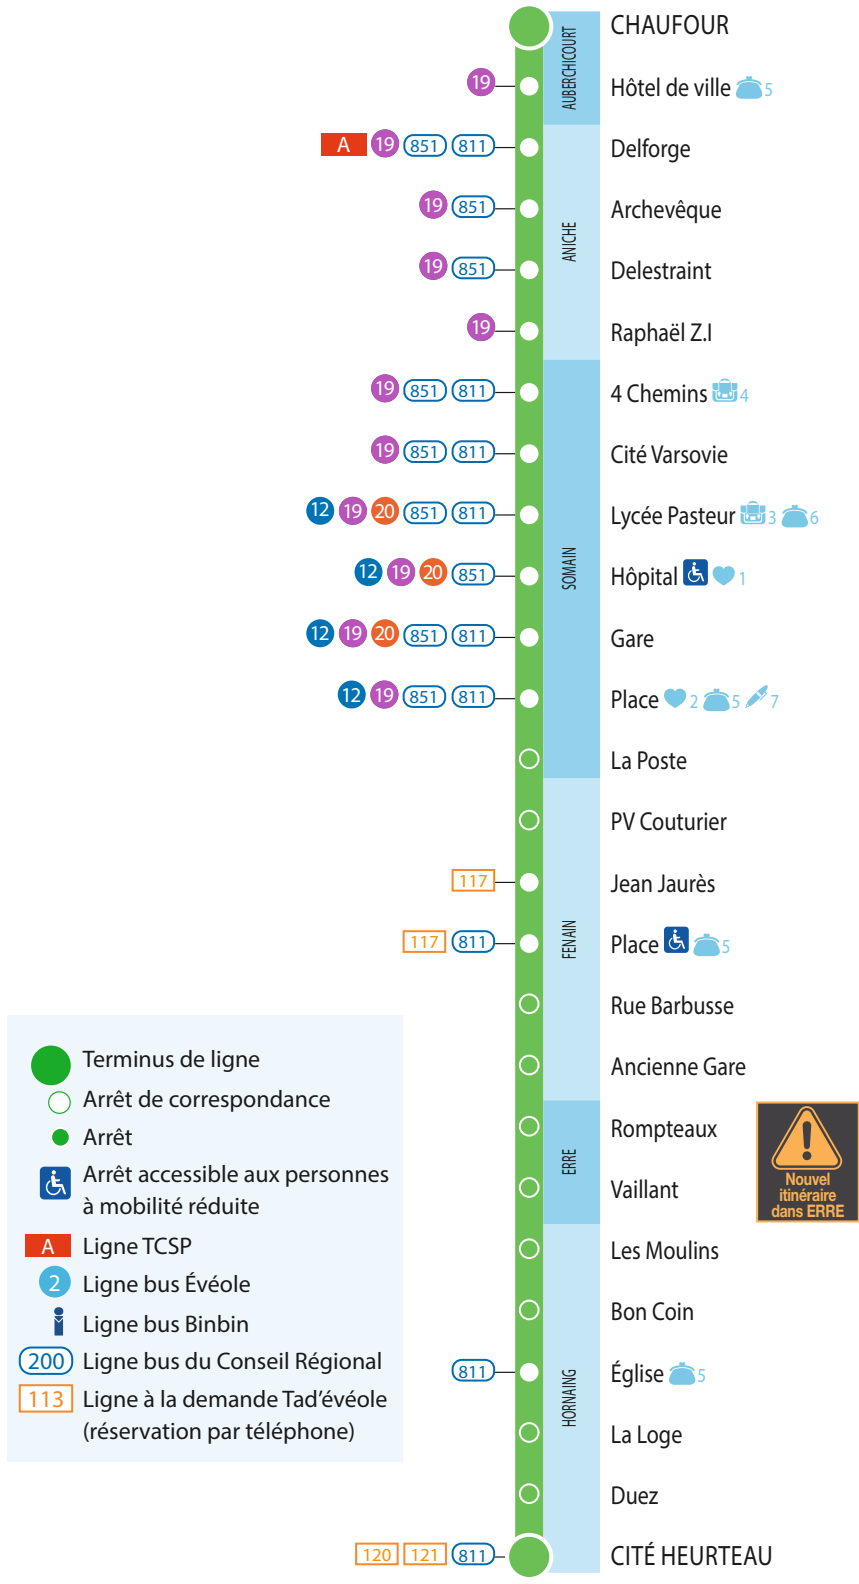 CHAUFOUR
AUBERCHICOURT
19 Hôtel de ville 5
A 19 851 811 Delforge
19 851 Archevêque
ANICHE
19 851 Delestraint
19 Raphaël Z.I
19 851 811 4 Chemins 4
19 851 811 Cité Varsovie
12 19 20 851 811 Lycée Pasteur 3 6
SOMAIN
12 19 20 851 Hôpital 1
12 19 20 851 811 Gare
12 19 851 811 Place 2 5 7
La Poste
PV Couturier
117 Jean Jaurès
FENAIN
117 811 Place 5
Rue Barbusse
Ancienne Gare
Rompteaux
ERRE
Vaillant
Nouvel
itinéraire
dans ERRE
Les Moulins
Bon Coin
HORNAING
811 Église 5
La Loge
Duez
120 121 811 CITÉ HEURTEAU
Terminus de ligne
Arrêt de correspondance
Arrêt
Arrêt accessible aux personnes
à mobilité réduite
A Ligne TCSP
2 Ligne bus Évéole
Ligne bus Binbin
200 Ligne bus du Conseil Régional
113 Ligne à la demande Tad'évéole
(réservation par téléphone)